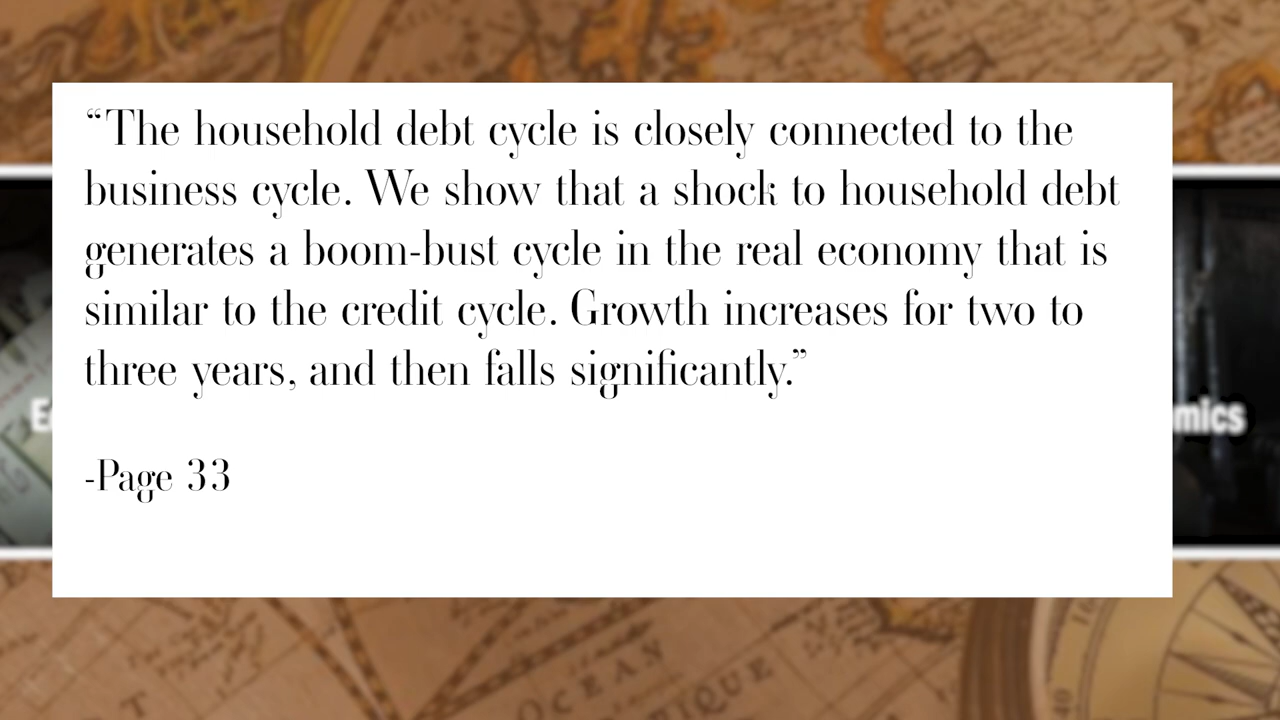 “The household debt cycle is closely connected to the
business cycle. We show that a shock to household debt
generates a boom-bust cycle in the real economy that is
similar to the credit cycle. Growth increases for two to
three years, and then falls significantly.”
-Page 33
mics
OCEAN